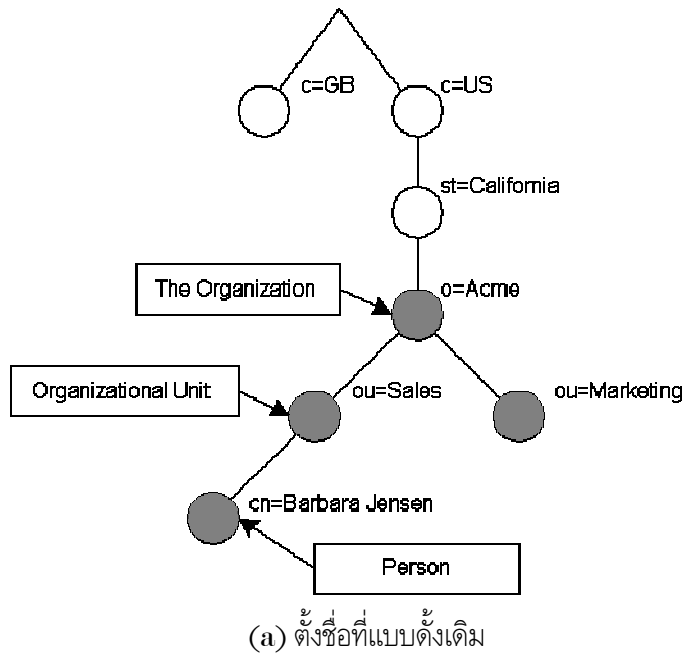 c=GB
c=US
st=California
The Organization
o=Acme
Organizational Unit
ou=Sales
ou=Marketing
cn=Barbara Jensen
Person
(a) ตั้งชื่อที่แบบดั้งเดิม